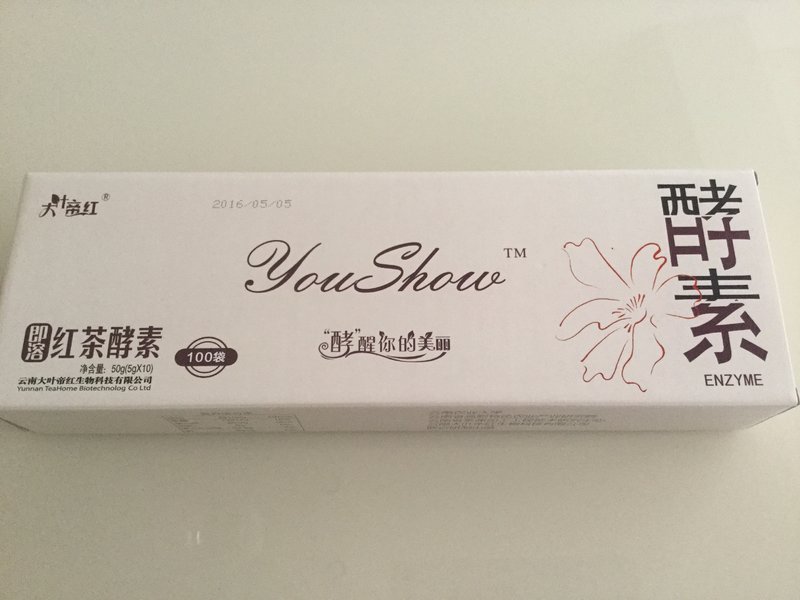 大叶帝红®
2016/05/05
YouShow™
"酵"醒你的美丽
即溶
红茶酵素
100袋
净含量：50g(5gX10)
云南大叶帝红生物科技有限公司
Yunnan TeaHome Biotechnolog Co Ltd
酵素
ENZYME